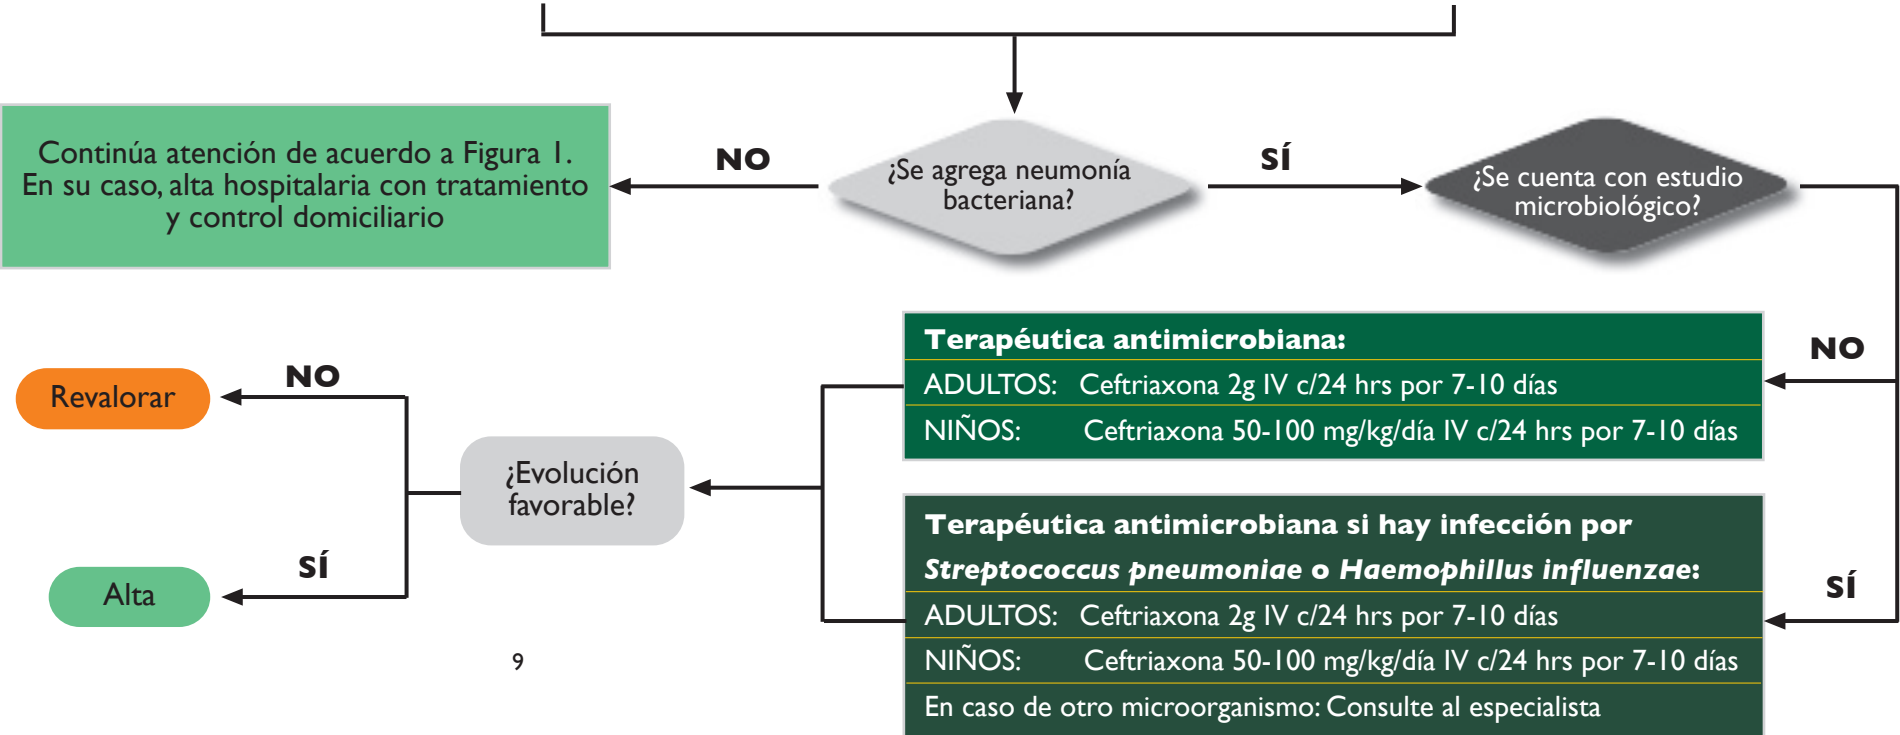 Continúa atención de acuerdo a Figura 1.
En su caso, alta hospitalaria con tratamiento
y control domiciliario
NO
¿Se agrega neumonía
bacteriana?
SÍ
¿Se cuenta con estudio
microbiológico?
NO
Terapéutica antimicrobiana:
ADULTOS: Ceftriaxona 2g IV c/24 hrs por 7-10 días
NIÑOS: Ceftriaxona 50-100 mg/kg/día IV c/24 hrs por 7-10 días
SÍ
Terapéutica antimicrobiana si hay infección por
Streptococcus pneumoniae o Haemophillus influenzae:
ADULTOS: Ceftriaxona 2g IV c/24 hrs por 7-10 días
NIÑOS: Ceftriaxona 50-100 mg/kg/día IV c/24 hrs por 7-10 días
En caso de otro microorganismo: Consulte al especialista
¿Evolución
favorable?
NO
Revalorar
SÍ
Alta
9